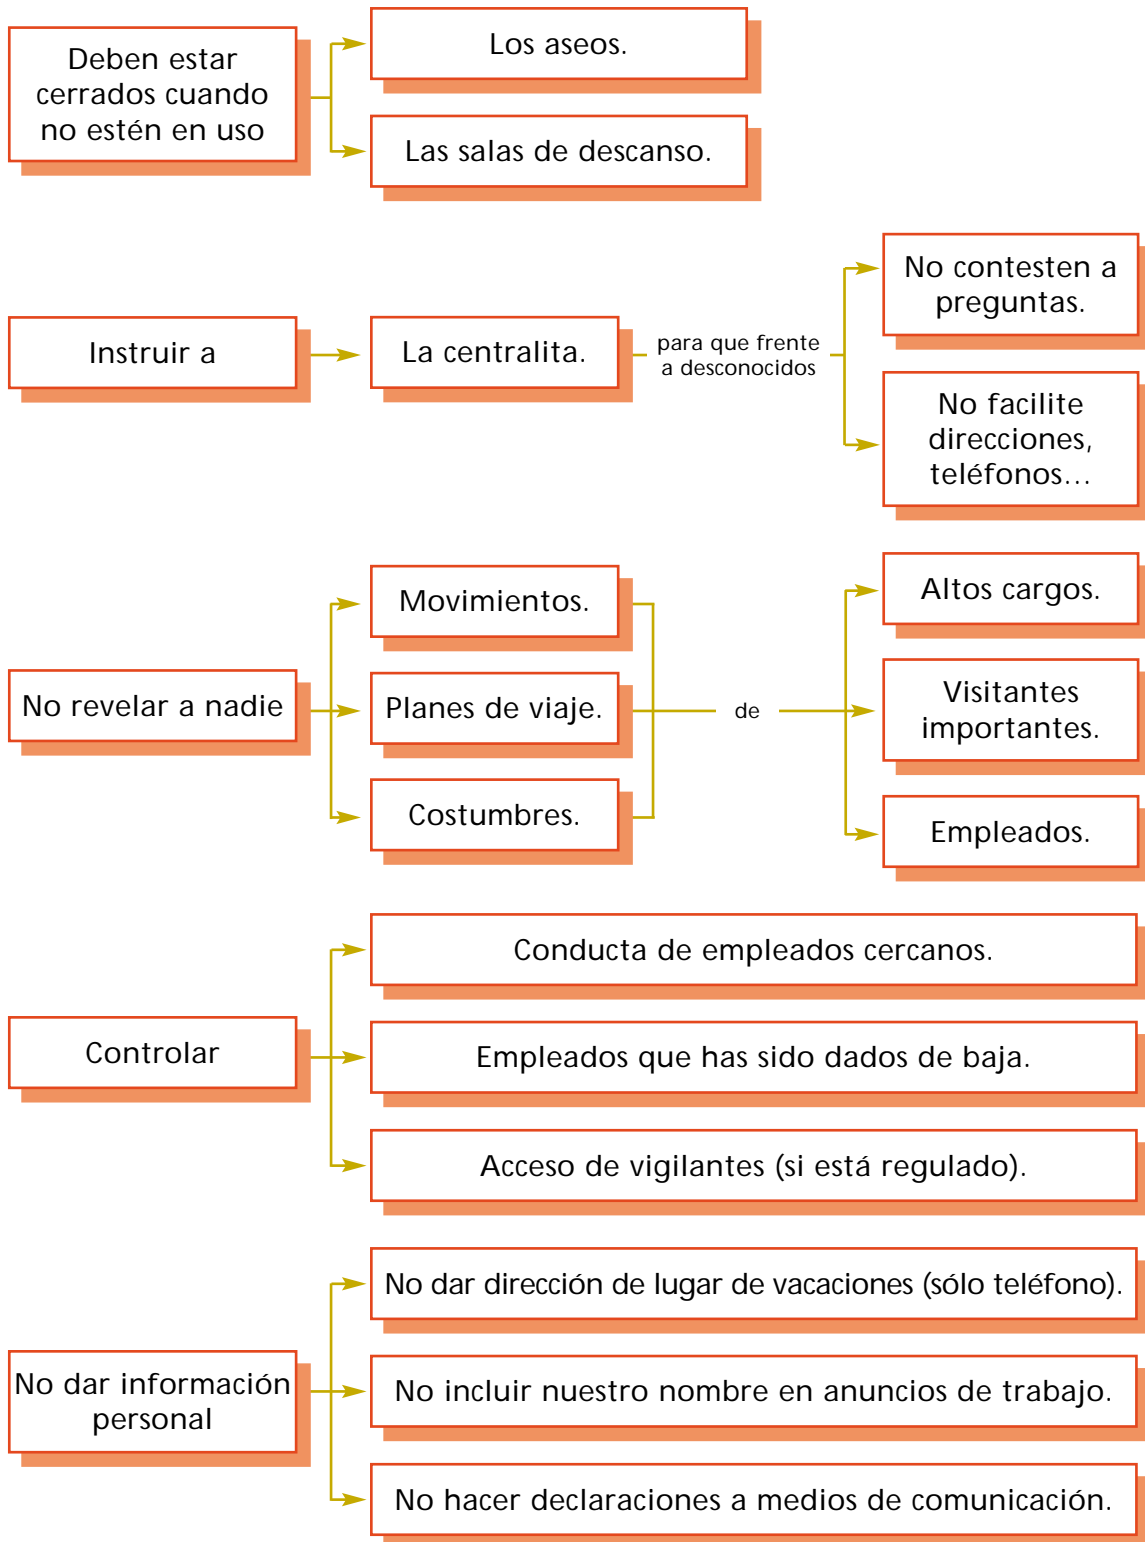 Deben estar
cerrados cuando
no estén en uso
Los aseos.
Las salas de descanso.
Instruir a
La centralita.
para que frente
a desconocidos
No contesten a
preguntas.
No facilite
direcciones,
teléfonos...
No revelar a nadie
Movimientos.
Planes de viaje.
Costumbres.
de
Altos cargos.
Visitantes
importantes.
Empleados.
Controlar
Conducta de empleados cercanos.
Empleados que has sido dados de baja.
Acceso de vigilantes (si está regulado).
No dar información
personal
No dar dirección de lugar de vacaciones (sólo teléfono).
No incluir nuestro nombre en anuncios de trabajo.
No hacer declaraciones a medios de comunicación.